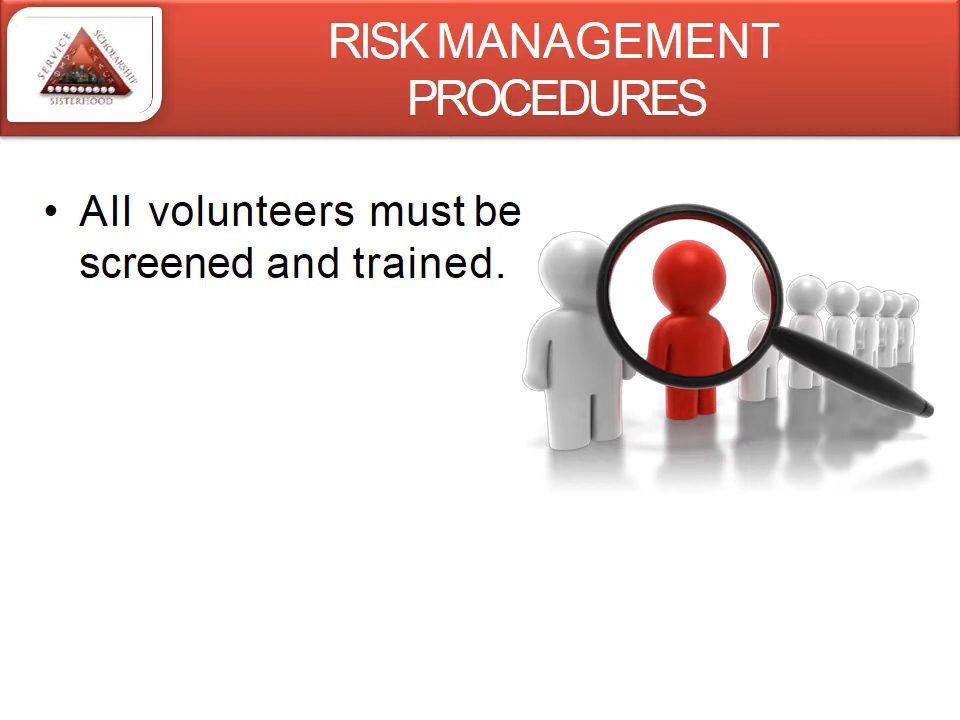 SERVICE
SCHOLARSHIP
SISTERHOOD
RISK MANAGEMENT
PROCEDURES
• All volunteers must be
screened and trained.